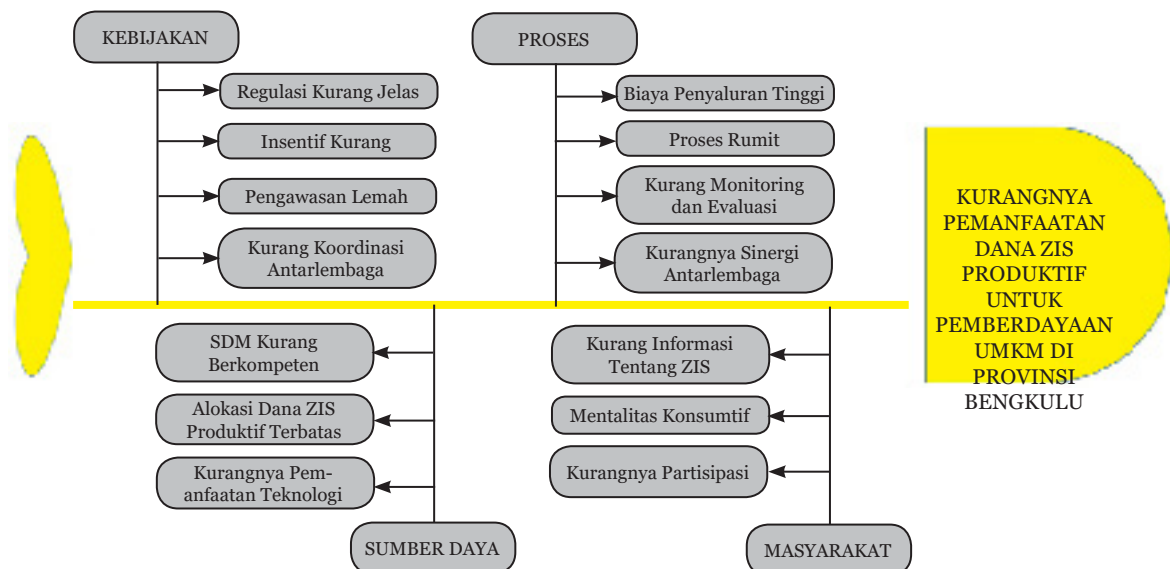 KEBIJAKAN
Regulasi Kurang Jelas
Insentif Kurang
Pengawasan Lemah
Kurang Koordinasi
Antarlembaga
PROSES
Biaya Penyaluran Tinggi
Proses Rumit
Kurang Monitoring
dan Evaluasi
Kurangnya Sinergi
Antarlembaga
SDM Kurang
Berkompeten
Alokasi Dana ZIS
Produktif Terbatas
Kurangnya Pem-
anfaatan Teknologi
SUMBER DAYA
Kurang Informasi
Tentang ZIS
Mentalitas Konsumtif
Kurangnya Partisipasi
MASYARAKAT
KURANGNYA
PEMANFAATAN
DANA ZIS
PRODUKTIF
UNTUK
PEMBERDAYAAN
UMKM DI
PROVINSI
BENGKULU